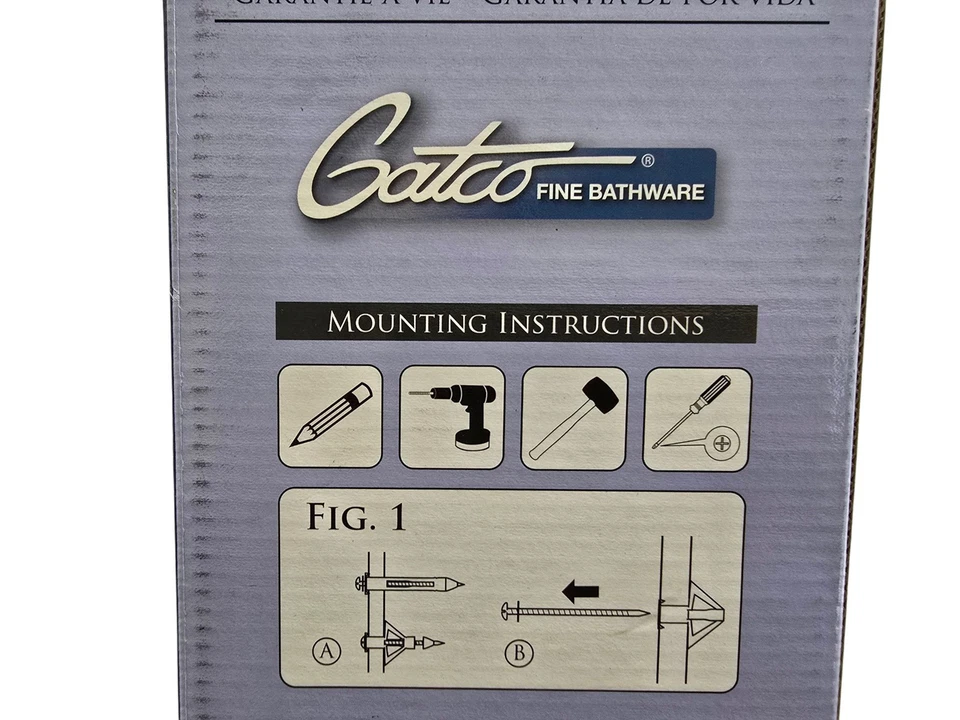 GARANTIE À VIE GARANTÍA DE POR VIDA
Gatco®
FINE BATHWARE
MOUNTING INSTRUCTIONS
FIG. 1
A
B